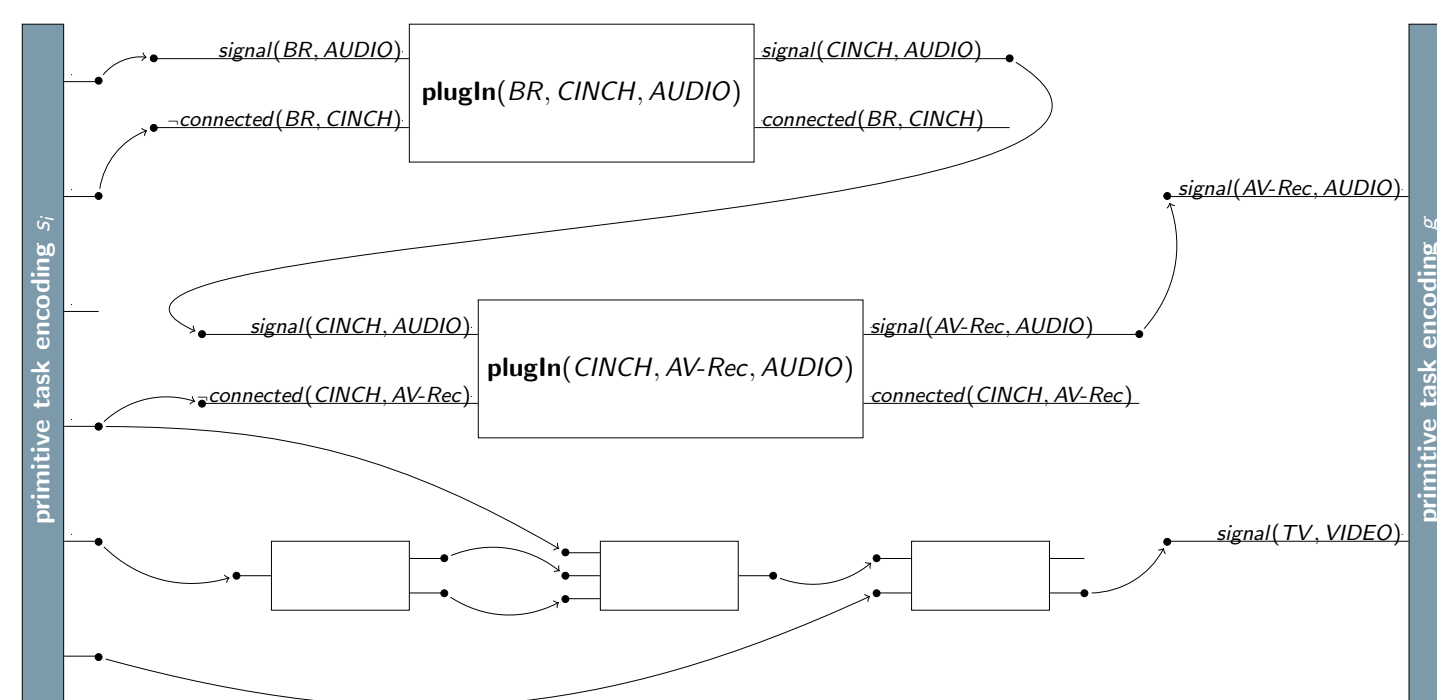 signal(BR, AUDIO)
signal(CINCH, AUDIO)
plugIn(BR, CINCH, AUDIO)
¬connected(BR, CINCH)
connected(BR, CINCH)
signal(AV-Rec, AUDIO)
primitive task encoding s_i
primitive task encoding g
signal(CINCH, AUDIO)
signal(AV-Rec, AUDIO)
plugIn(CINCH, AV-Rec, AUDIO)
¬connected(CINCH, AV-Rec)
connected(CINCH, AV-Rec)
signal(TV, VIDEO)